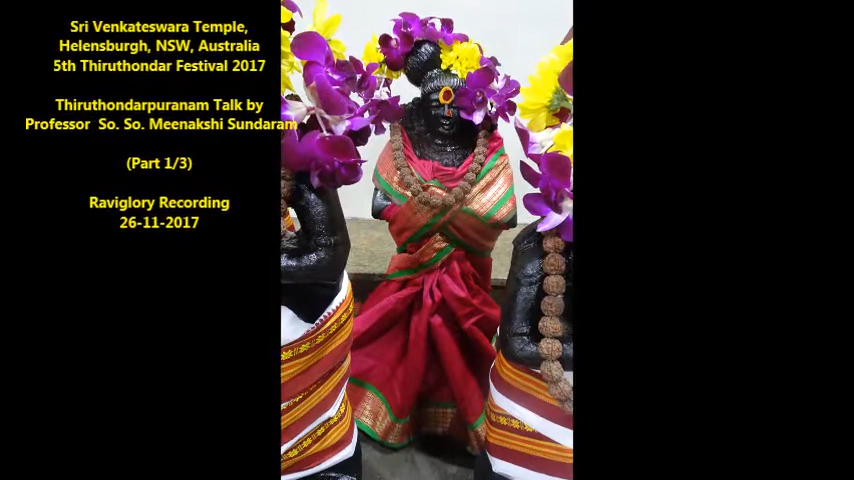 Sri Venkateswara Temple,
Helensburgh, NSW, Australia
5th Thiruthondar Festival 2017
Thiruthondarpuranam Talk by
Professor So. So. Meenakshi Sundaram
(Part 1/3)
Raviglory Recording
26-11-2017